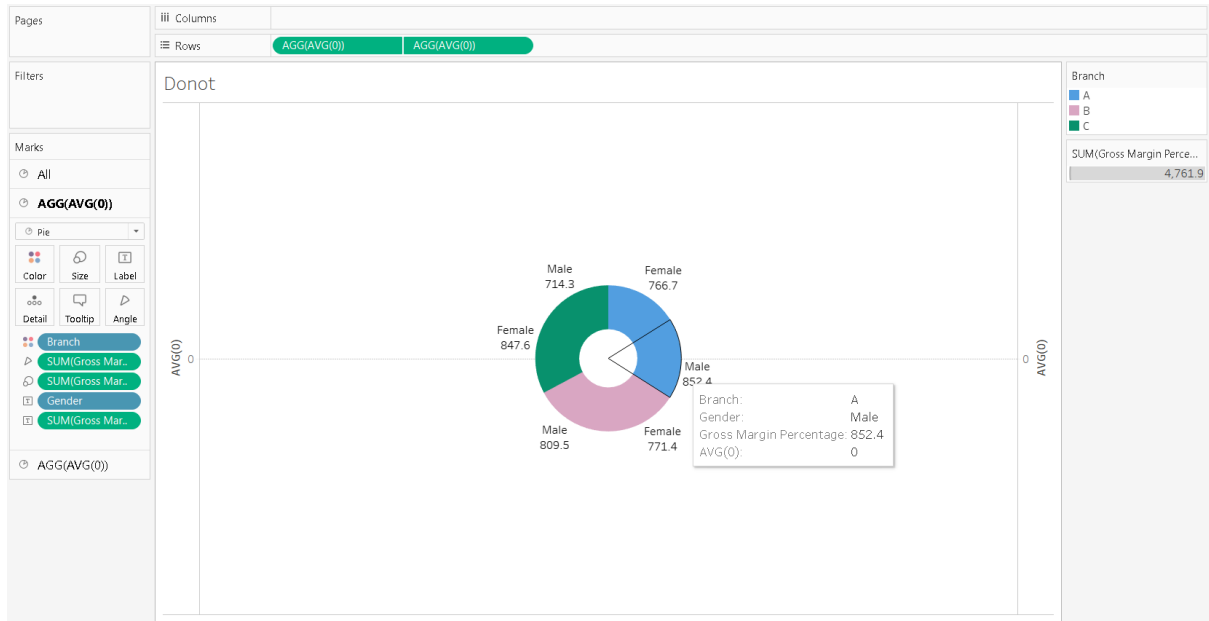 Pages
Columns
Rows
AGG(AVG(0))
AGG(AVG(0))
Filters
Marks
All
AGG(AVG(0))
Pie
Color
Size
Label
Detail
Tooltip
Angle
Branch
SUM(Gross Mar..
SUM(Gross Mar..
Gender
SUM(Gross Mar..
AGG(AVG(0))
Donot
AVG(0)
0
Male
714.3
Female
766.7
Female
847.6
Male
852.4
Male
809.5
Female
771.4
Branch: A
Gender: Male
Gross Margin Percentage: 852.4
AVG(0): 0
0
AVG(0)
Branch
A
B
C
SUM(Gross Margin Perce...
4,761.9